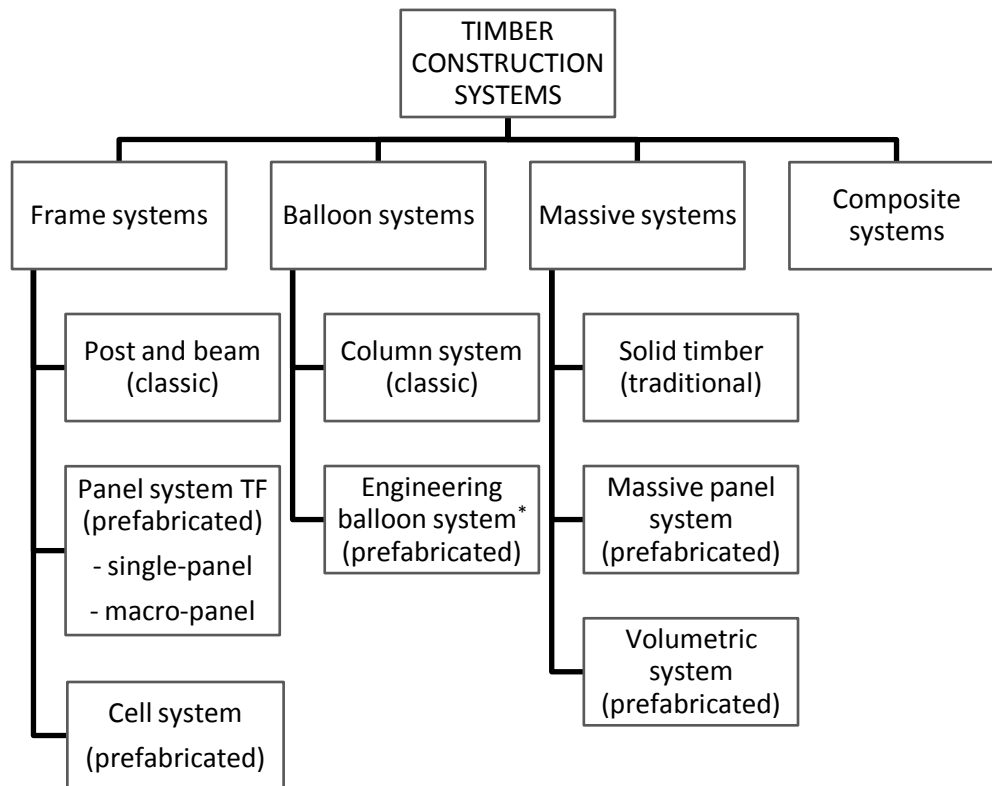 TIMBER
CONSTRUCTION
SYSTEMS
Frame systems
Balloon systems
Massive systems
Composite
systems
Post and beam
(classic)
Column system
(classic)
Solid timber
(traditional)
Panel system TF
(prefabricated)
- single-panel
- macro-panel
Engineering
balloon system*
(prefabricated)
Massive panel
system
(prefabricated)
Cell system
(prefabricated)
Volumetric
system
(prefabricated)